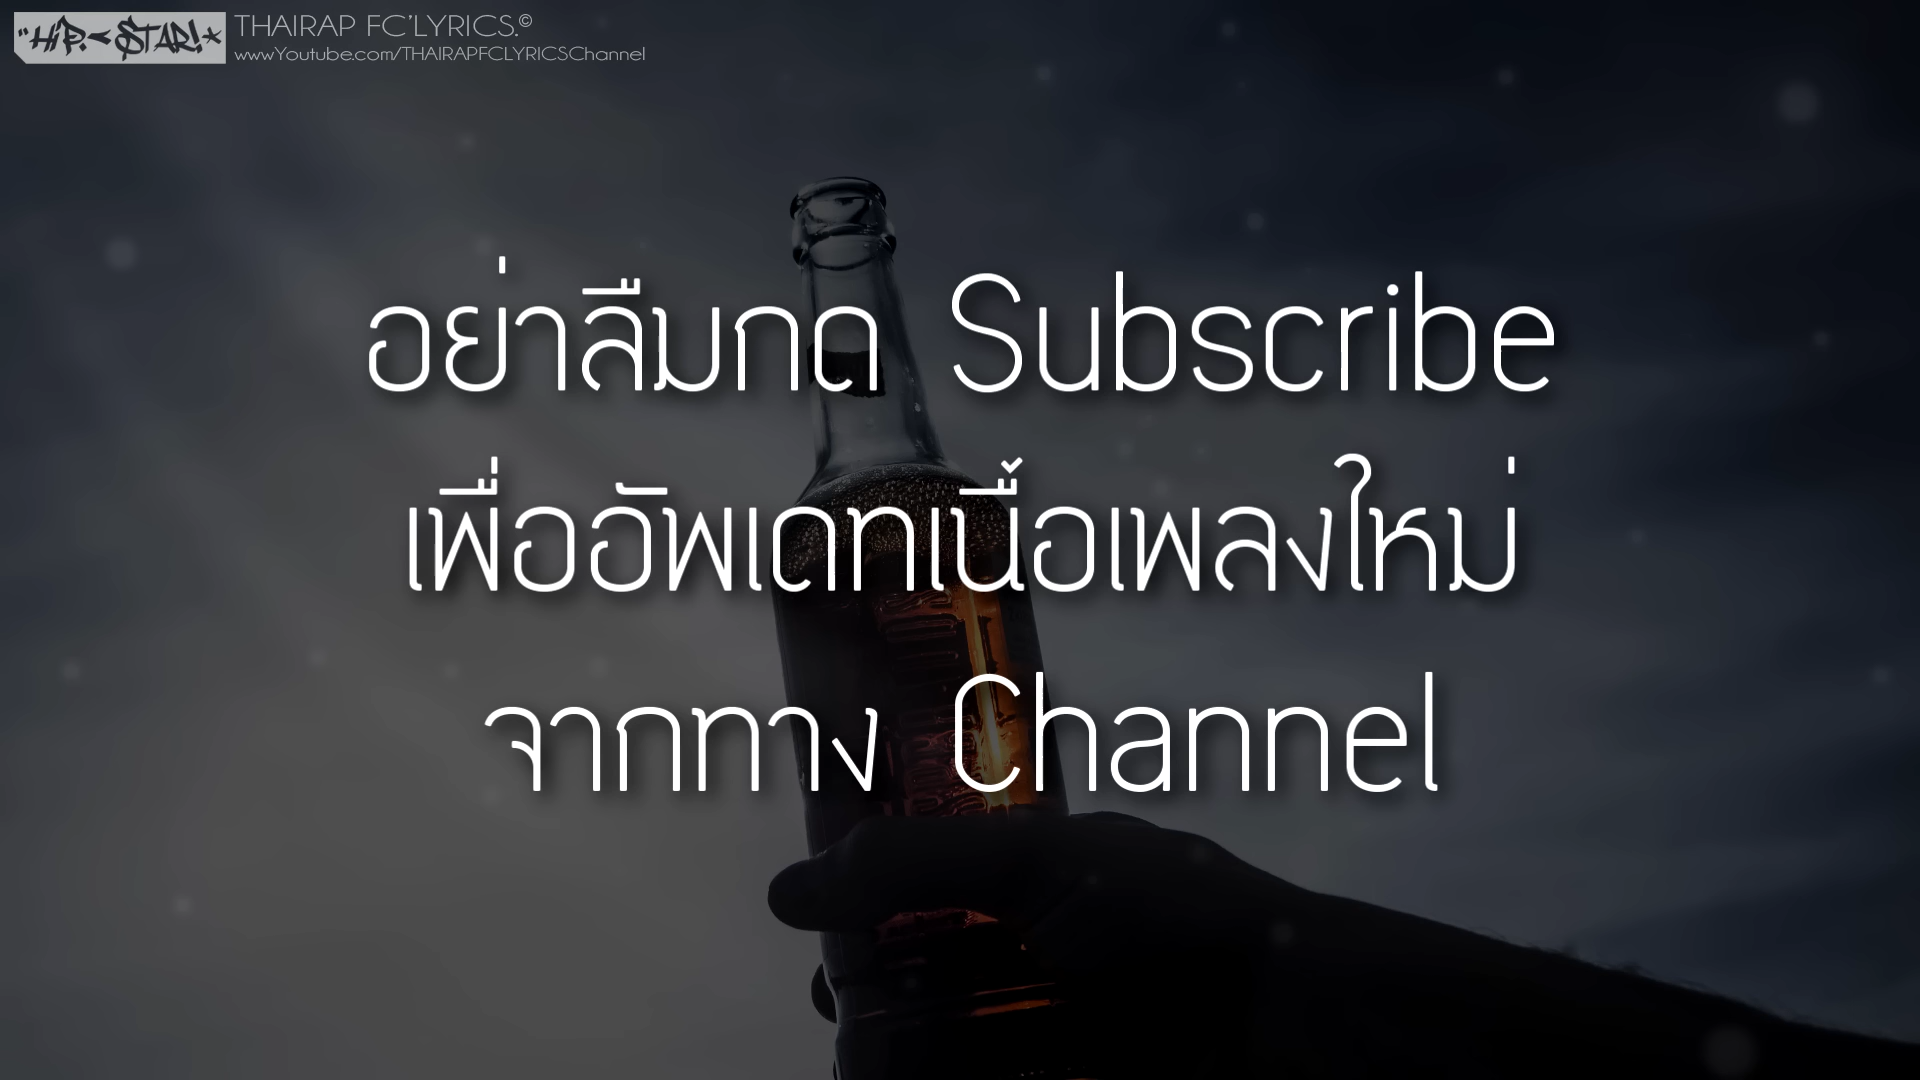 "HiP.-STAR!"
THAIRAP FC'LYRICS.©
wwwYoutube.com/THAIRAPFCLYRICSChannel
อย่าลืมกด Subscribe
เพื่ออัพเดทเนื้อเพลงใหม่
จากทาง Channel